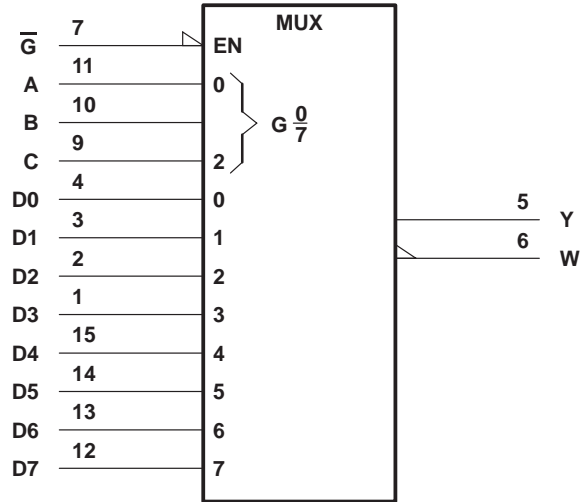 MUX
G̅ 7 EN
A 11 0
B 10
G 0/7
C 9 2
D0 4 0
D1 3 1
5 Y
D2 2 2
6 W
D3 1 3
D4 15 4
D5 14 5
D6 13 6
D7 12 7